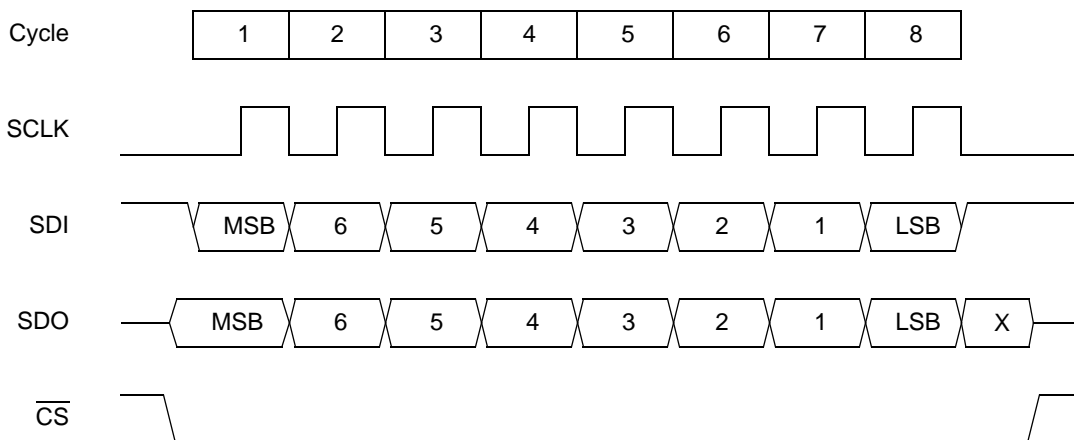 Cycle 1 2 3 4 5 6 7 8
SCLK
SDI MSB 6 5 4 3 2 1 LSB
SDO MSB 6 5 4 3 2 1 LSB X
CS